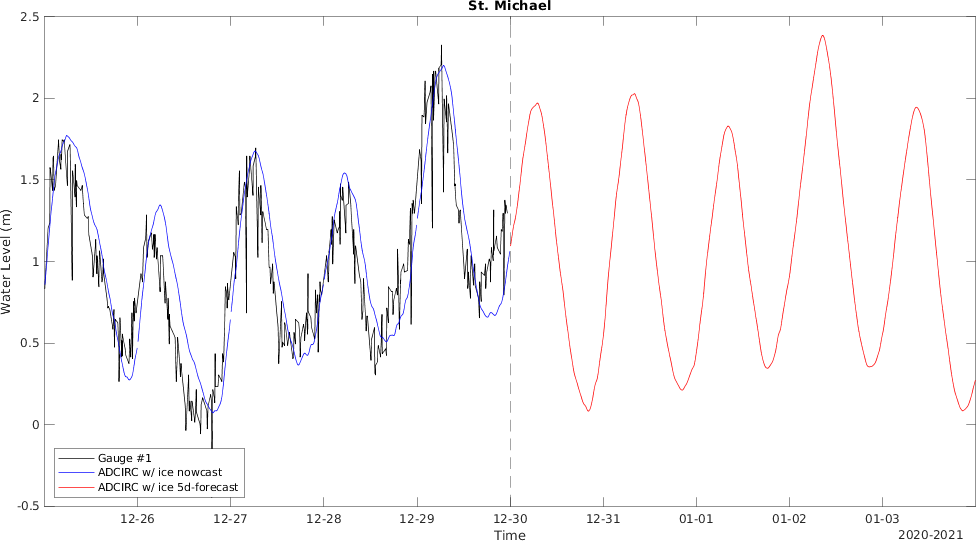 St. Michael
2.5
2
1.5
1
0.5
0
-0.5
Water Level (m)
Gauge #1
ADCIRC w/ ice nowcast
ADCIRC w/ ice 5d-forecast
12-26 12-27 12-28 12-29 12-30 12-31 01-01 01-02 01-03
Time
2020-2021